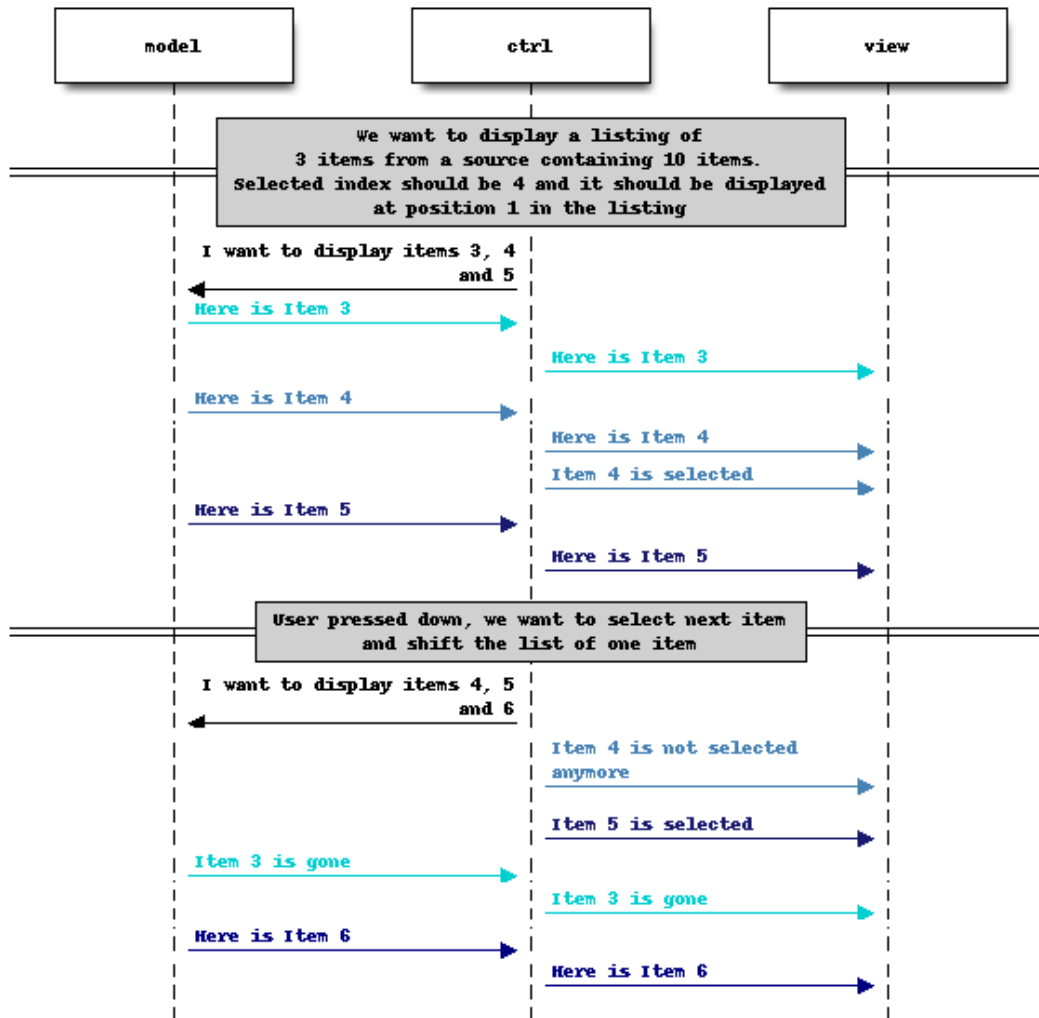 model
ctrl
view
We want to display a listing of
3 items from a source containing 10 items.
Selected index should be 4 and it should be displayed
at position 1 in the listing
I want to display items 3, 4
and 5
Here is Item 3
Here is Item 3
Here is Item 4
Here is Item 4
Item 4 is selected
Here is Item 5
Here is Item 5
User pressed down, we want to select next item
and shift the list of one item
I want to display items 4, 5
and 6
Item 4 is not selected
anymore
Item 5 is selected
Item 3 is gone
Item 3 is gone
Here is Item 6
Here is Item 6